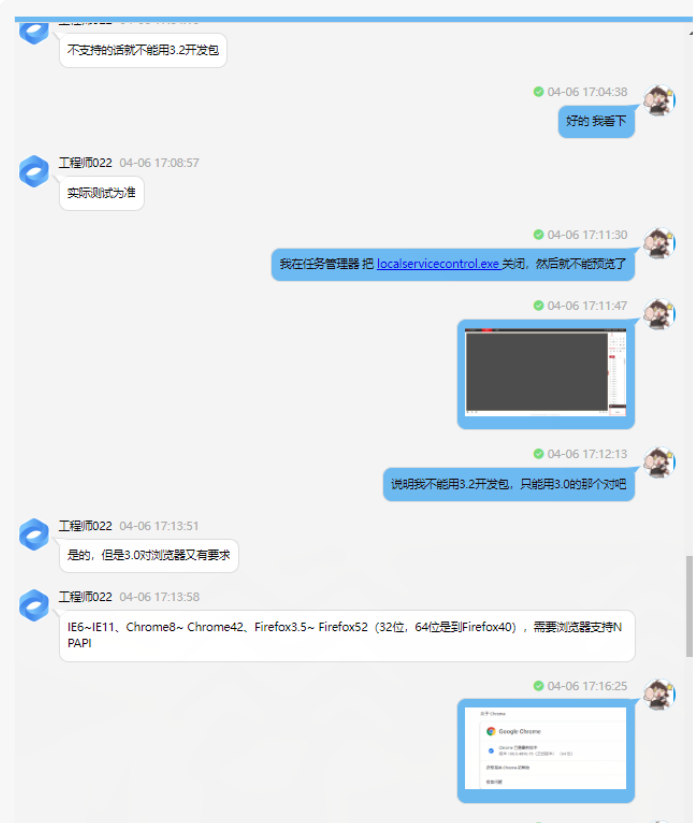 工程师022
不支持的话就不能用3.2开发包
04-06 17:04:38
好的 我看下
工程师022 04-06 17:08:57
实际测试为准
04-06 17:11:30
我在任务管理器 把 localservicecontrol.exe 关闭，然后就不能预览了
04-06 17:11:47
04-06 17:12:13
说明我不能用3.2开发包，只能用3.0的那个对吧
工程师022 04-06 17:13:51
是的，但是3.0对浏览器又有要求
工程师022 04-06 17:13:58
IE6~IE11、Chrome8~ Chrome42、Firefox3.5~ Firefox52（32位，64位是到Firefox40），需要浏览器支持N
PAPI
04-06 17:16:25
关于 Chrome
Google Chrome